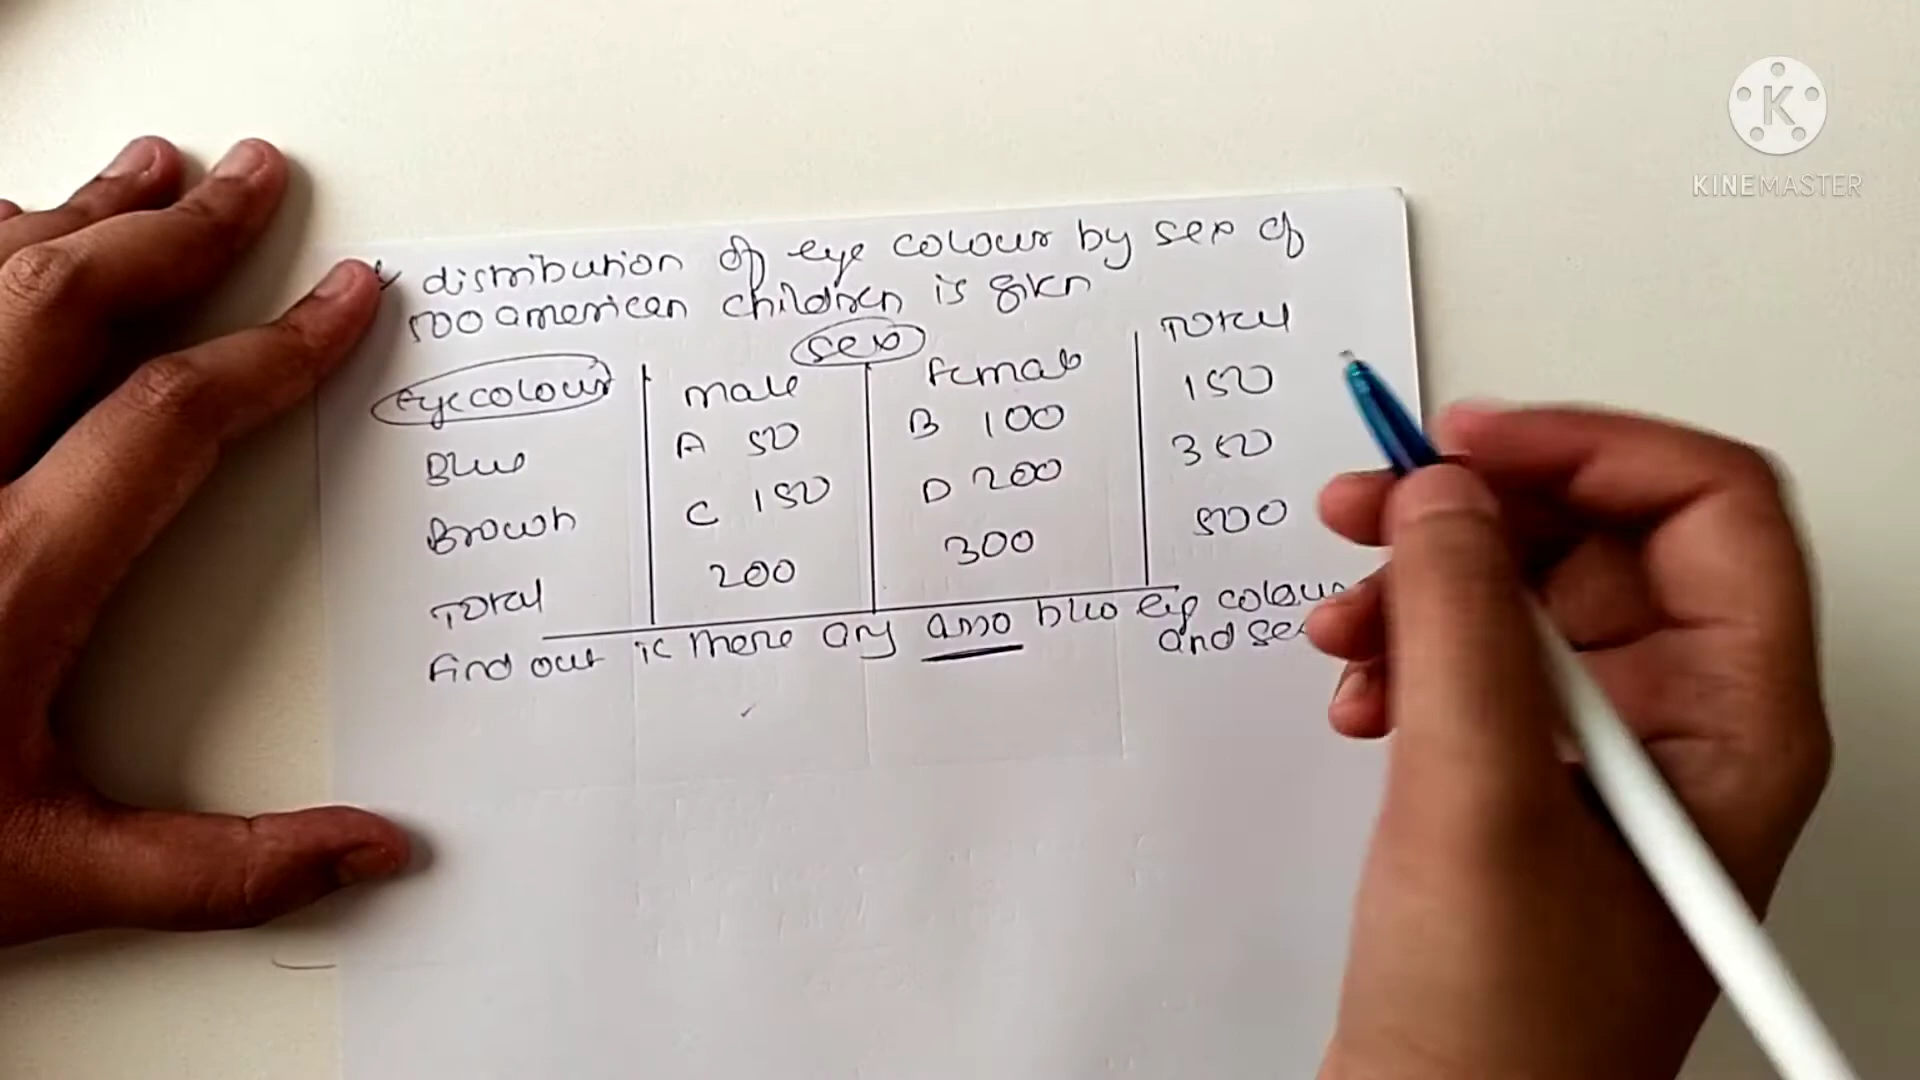 distribution of eye colour by sex of
500 american children is given
sex
eye colour male female Total
Blue A 50 B 100 150
Brown C 150 D 200 350
Total 200 300 500
Find out is there any asso btw eye colour
and sex
K
KINEMASTER